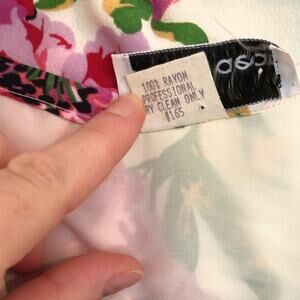 100% RAYON
PROFESSIONAL
RY CLEAN ONLY
#165